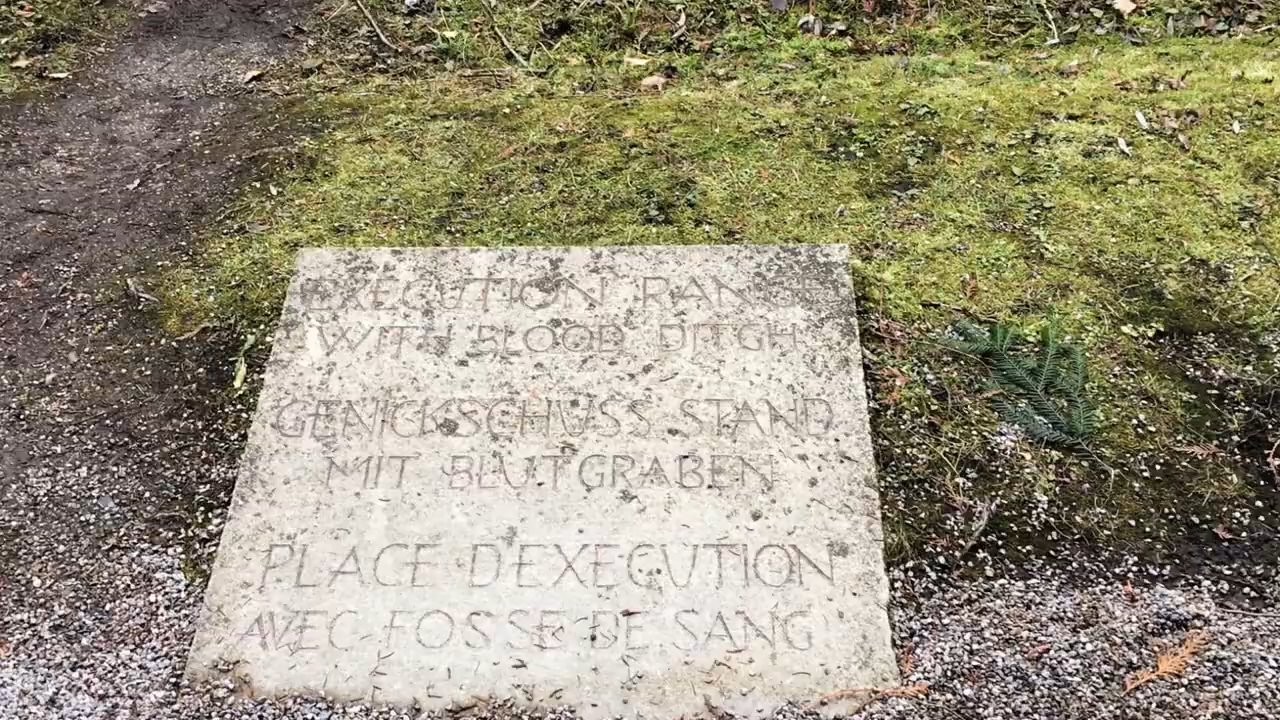 EXECUTION RANGE
WITH BLOOD DITCH
GENICKSCHUSS STAND
MIT BLUTGRABEN
PLACE D'EXECUTION
AVEC FOSSE DE SANG